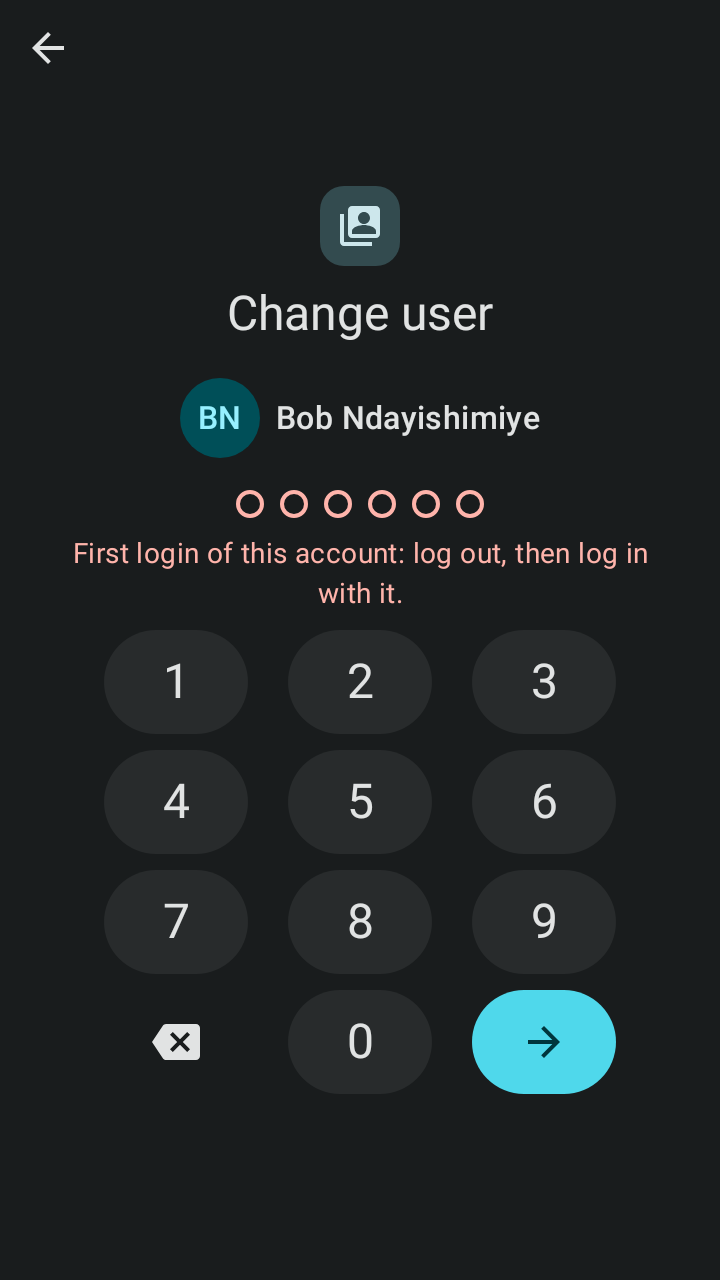 Change user
BN Bob Ndayishimiye
First login of this account: log out, then log in
with it.
1 2 3
4 5 6
7 8 9
0